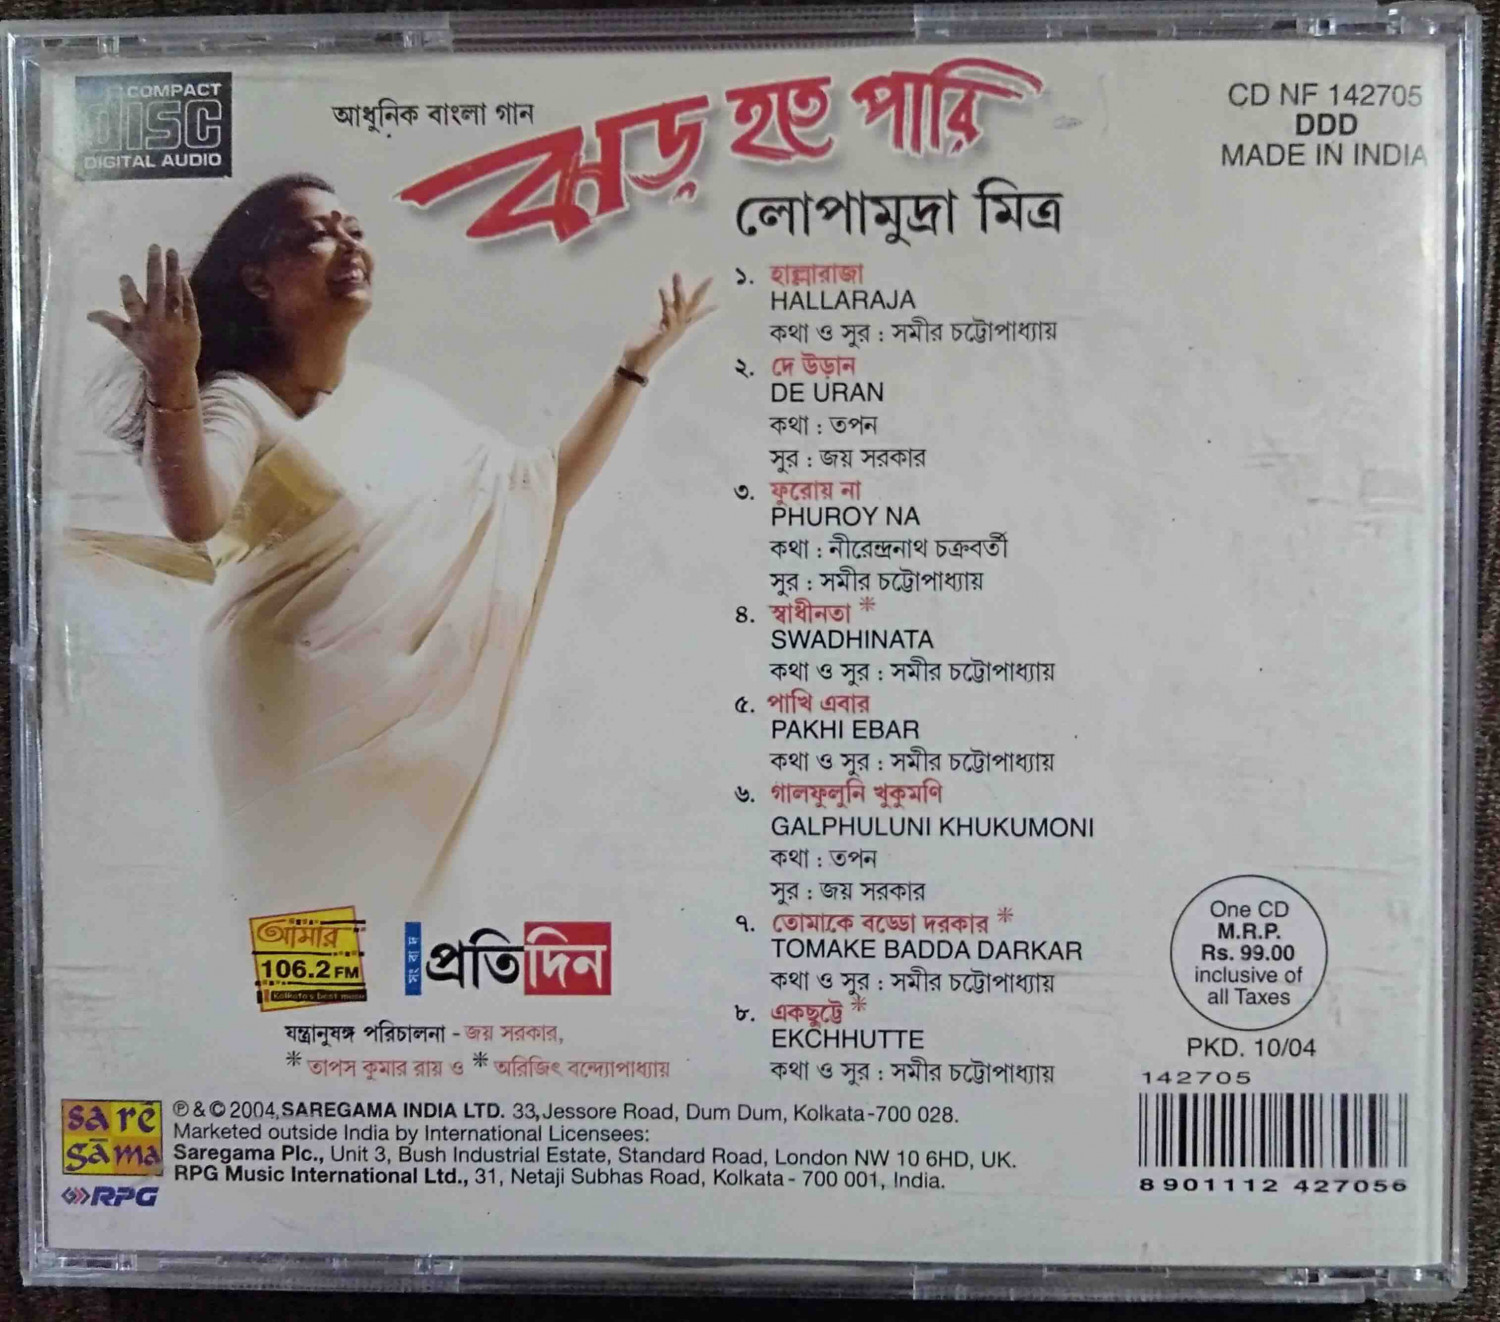 COMPACT
disc
DIGITAL AUDIO
আধুনিক বাংলা গান
ঝড় হতে পারি
লোপামুদ্রা মিত্র
CD NF 142705
DDD
MADE IN INDIA
১. হাল্লারাজা
HALLARAJA
কথা ও সুর : সমীর চট্টোপাধ্যায়
২. দে উড়ান
DE URAN
কথা : তপন
সুর : জয় সরকার
৩. ফুরোয় না
PHUROY NA
কথা : নীরেন্দ্রনাথ চক্রবর্তী
সুর : সমীর চট্টোপাধ্যায়
৪. স্বাধীনতা *
SWADHINATA
কথা ও সুর : সমীর চট্টোপাধ্যায়
৫. পাখি এবার
PAKHI EBAR
কথা ও সুর : সমীর চট্টোপাধ্যায়
৬. গালফুলুনি খুকুমণি
GALPHULUNI KHUKUMONI
কথা : তপন
সুর : জয় সরকার
৭. তোমাকে বড্ডো দরকার *
TOMAKE BADDA DARKAR
কথা ও সুর : সমীর চট্টোপাধ্যায়
৮. একছুট্টে *
EKCHHUTTE
কথা ও সুর : সমীর চট্টোপাধ্যায়
আমার
106.2 FM
Kolkata's best music
সংবাদ প্রতিদিন
যন্ত্রানুষঙ্গ পরিচালনা - জয় সরকার,
* তাপস কুমার রায় ও * অরিজিৎ বন্দ্যোপাধ্যায়
One CD
M.R.P.
Rs. 99.00
inclusive of
all Taxes
PKD. 10/04
142705
8 901112 427056
sa rē
gā ma
RPG
℗ & © 2004, SAREGAMA INDIA LTD. 33, Jessore Road, Dum Dum, Kolkata-700 028.
Marketed outside India by International Licensees:
Saregama Plc., Unit 3, Bush Industrial Estate, Standard Road, London NW 10 6HD, UK.
RPG Music International Ltd., 31, Netaji Subhas Road, Kolkata - 700 001, India.